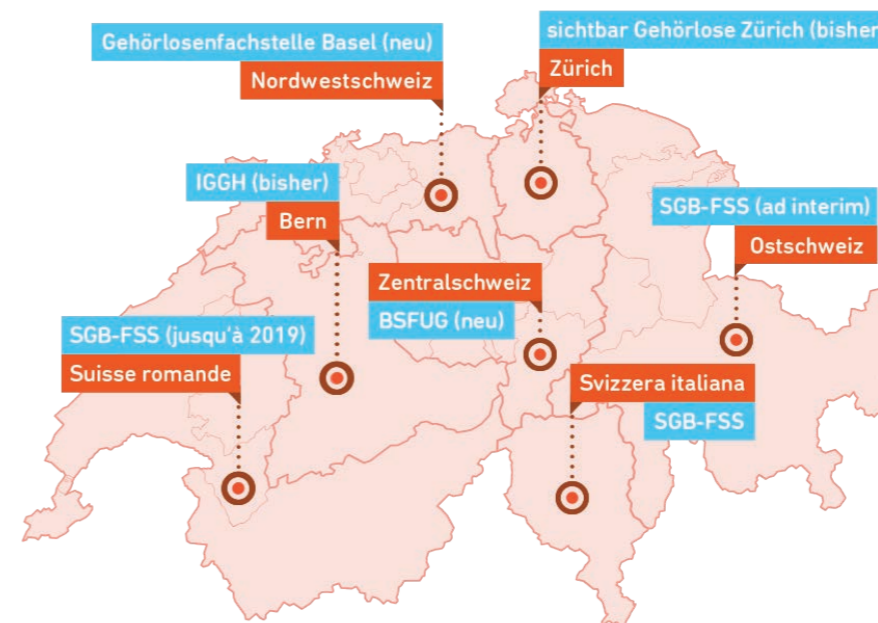 Gehörlosenfachstelle Basel (neu)
Nordwestschweiz
sichtbar Gehörlose Zürich (bisher
Zürich
IGGH (bisher)
Bern
SGB-FSS (ad interim)
Ostschweiz
Zentralschweiz
BSFUG (neu)
SGB-FSS (jusqu'à 2019)
Suisse romande
Svizzera italiana
SGB-FSS